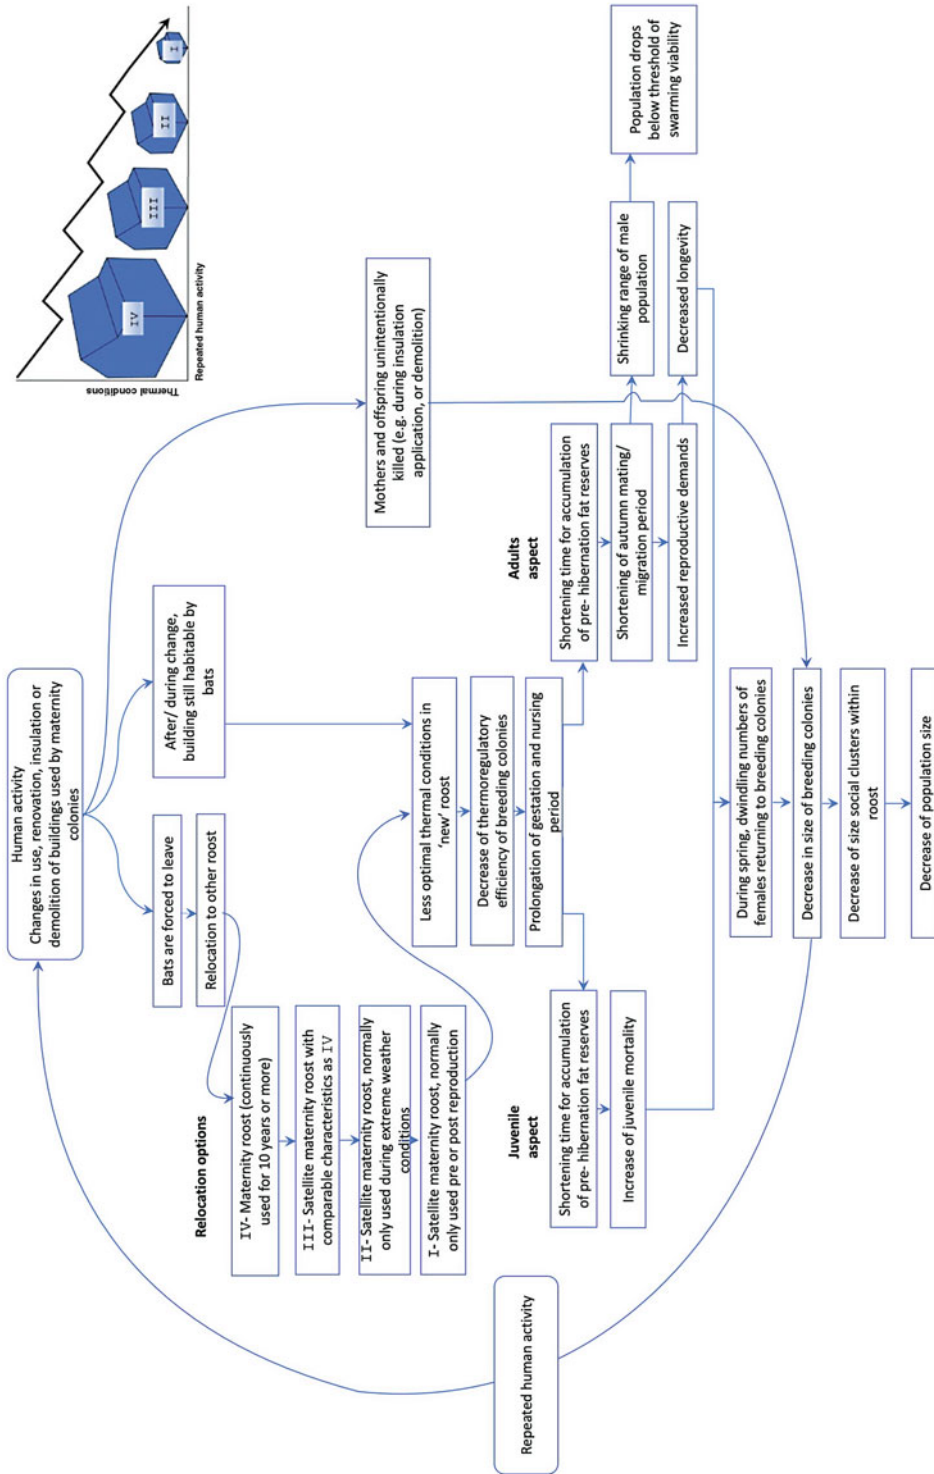 Human activity
Changes in use, renovation, insulation or
demolition of buildings used by maternity
colonies
Thermal conditions
IV
III
II
I
Repeated human activity
Bats are forced to leave
Relocation to other roost
After/ during change,
building still habitable by
bats
Mothers and offspring unintentionally
killed (e.g. during insulation
application, or demolition)
Relocation options
IV- Maternity roost (continuously
used for 10 years or more)
III- Satellite maternity roost with
comparable characteristics as IV
II- Satellite maternity roost, normally
only used during extreme weather
conditions
I- Satellite maternity roost, normally
only used pre or post reproduction
Less optimal thermal conditions in
‘new’ roost
Decrease of thermoregulatory
efficiency of breeding colonies
Prolongation of gestation and nursing
period
Juvenile
aspect
Shortening time for accumulation
of pre- hibernation fat reserves
Increase of juvenile mortality
Adults
aspect
Shortening time for accumulation
of pre- hibernation fat reserves
Shortening of autumn mating/
migration period
Increased reproductive demands
Shrinking range of male
population
Decreased longevity
Population drops
below threshold of
swarming viability
During spring, dwindling numbers of
females returning to breeding colonies
Decrease in size of breeding colonies
Decrease of size social clusters within
roost
Decrease of population size
Repeated human activity